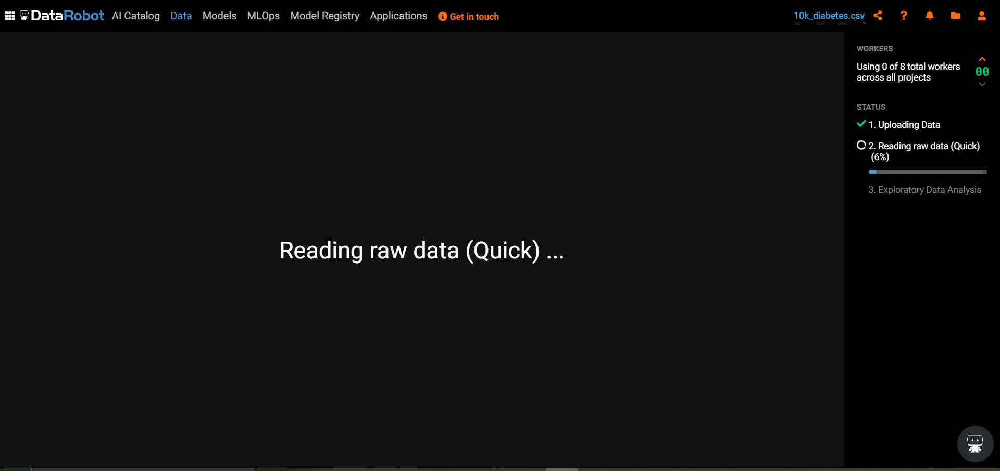 DataRobot AI Catalog Data Models MLOps Model Registry Applications Get in touch 10k_diabetes.csv
WORKERS
Using 0 of 8 total workers
across all projects
00
STATUS
1. Uploading Data
2. Reading raw data (Quick)
(6%)
3. Exploratory Data Analysis
Reading raw data (Quick) ...